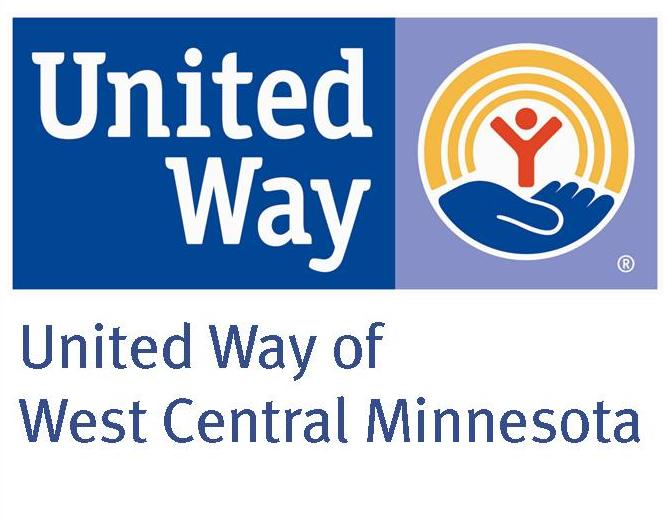 United
Way
®
United Way of
West Central Minnesota